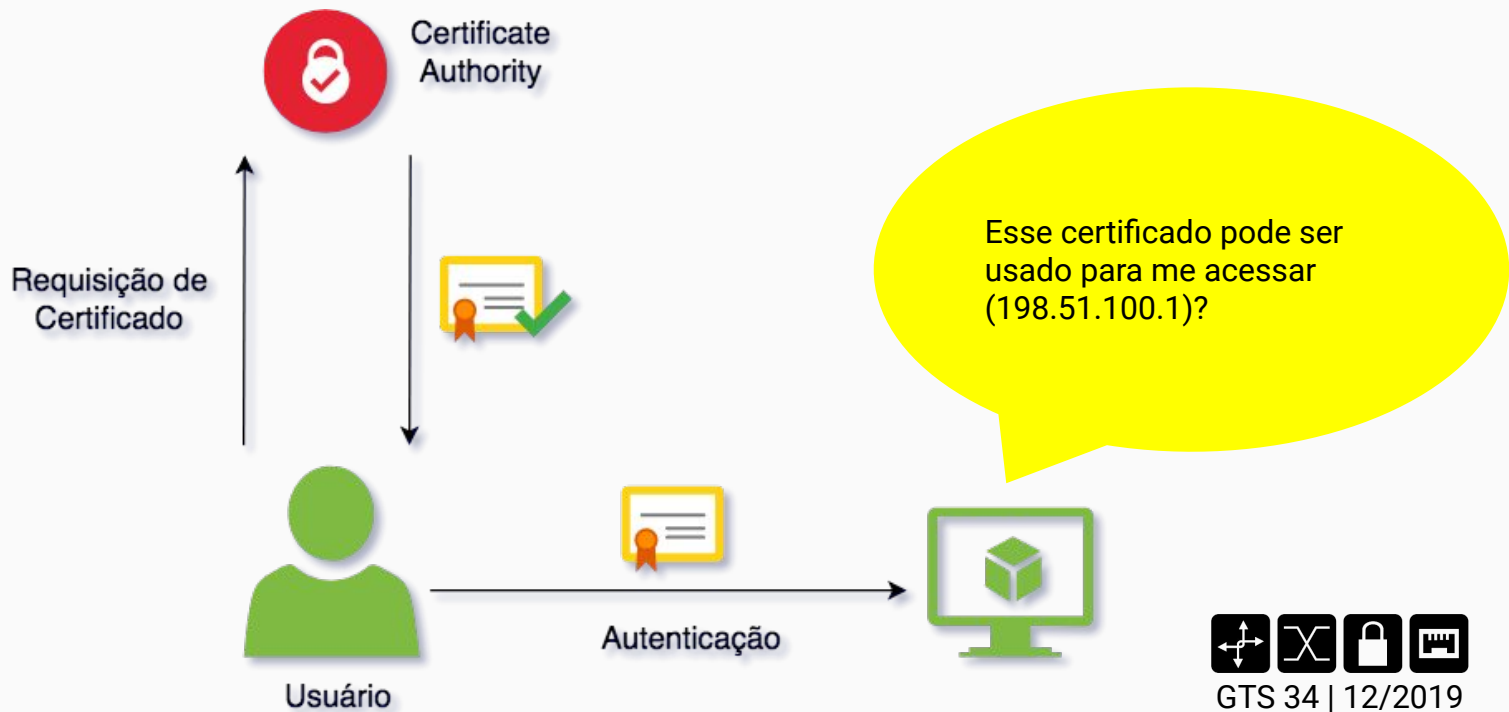 Certificate
Authority
Esse certificado pode ser
usado para me acessar
(198.51.100.1)?
Requisição de
Certificado
Autenticação
Usuário
GTS 34 | 12/2019